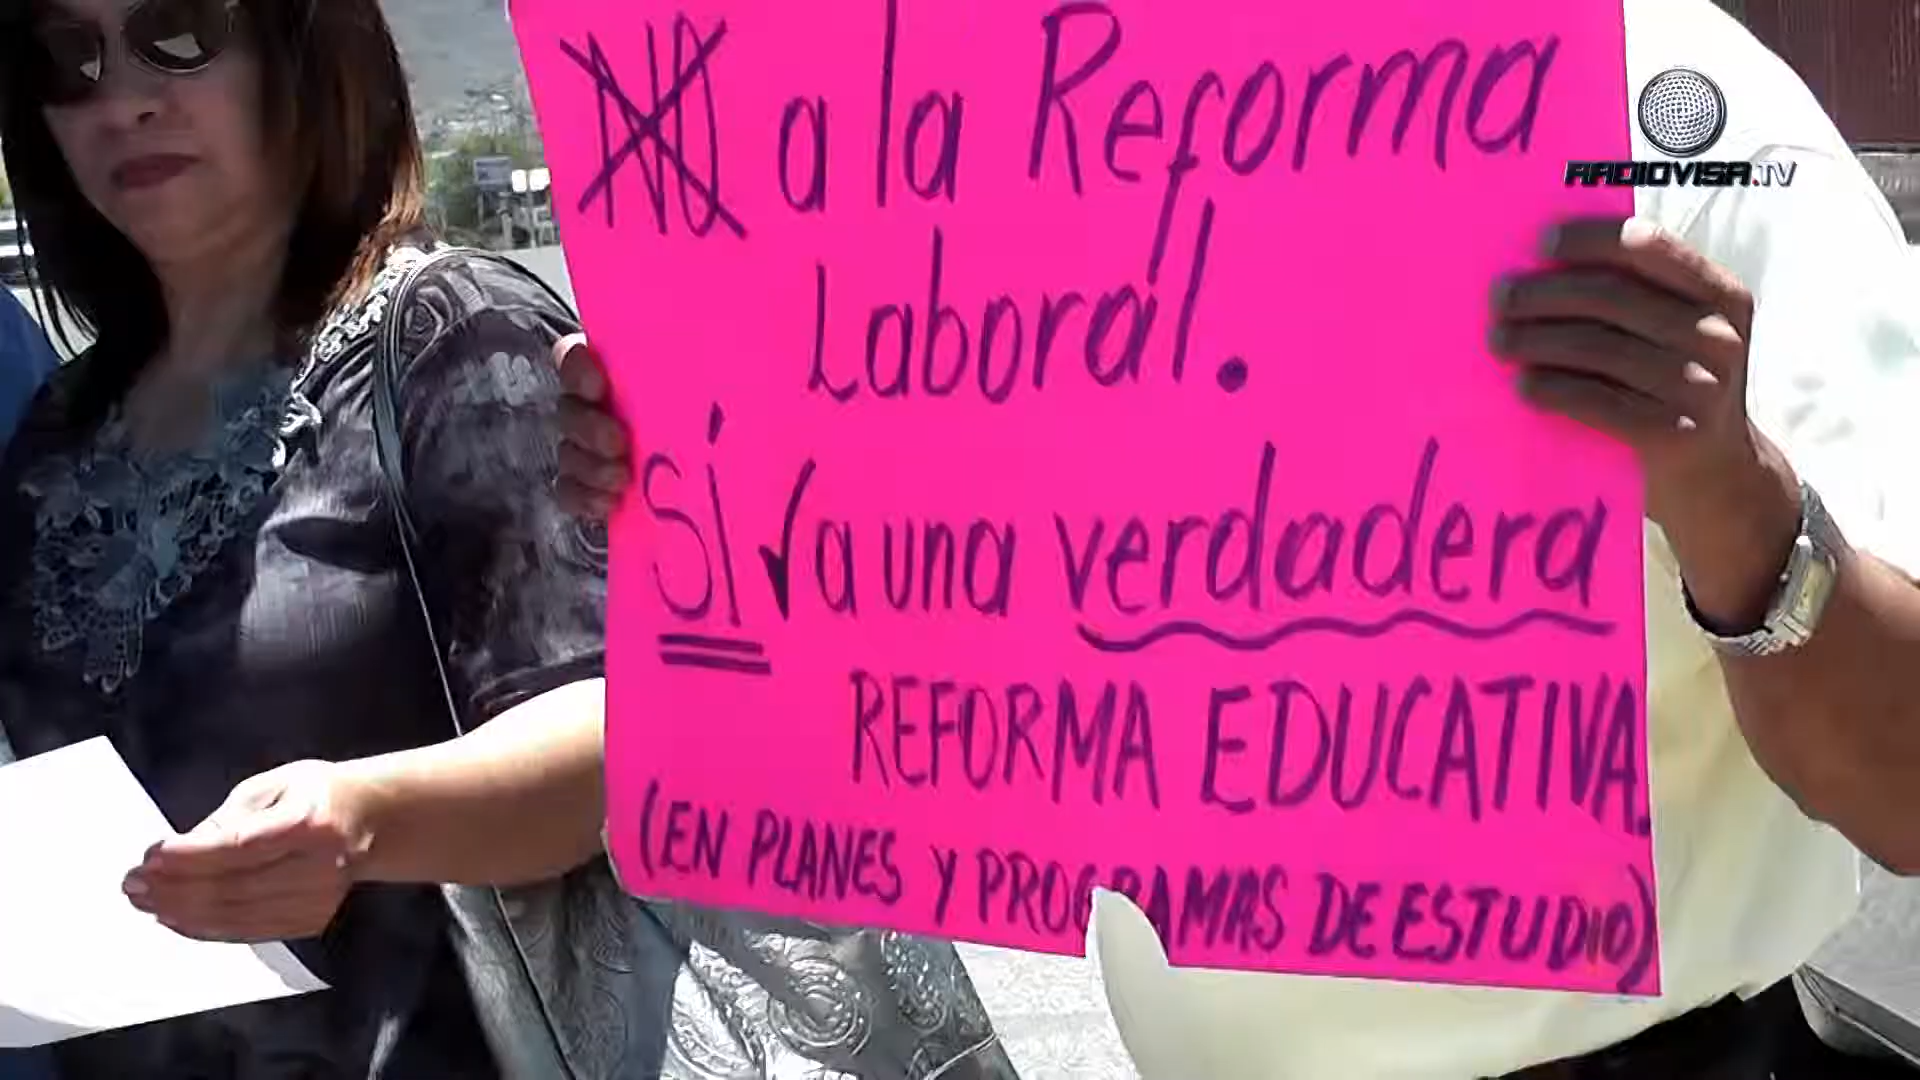 NO a la Reforma
Laboral.
SÍ √ a una verdadera
REFORMA EDUCATIVA.
(EN PLANES Y PROGRAMAS DE ESTUDIO)
RADIOVISA.TV